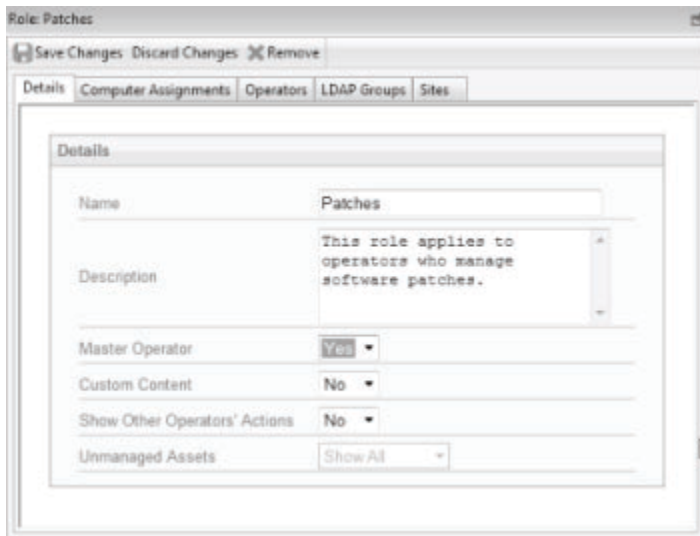 Role: Patches
Save Changes Discard Changes Remove
Details Computer Assignments Operators LDAP Groups Sites
Details
Name Patches
Description This role applies to
operators who manage
software patches.
Master Operator Yes
Custom Content No
Show Other Operators' Actions No
Unmanaged Assets Show All